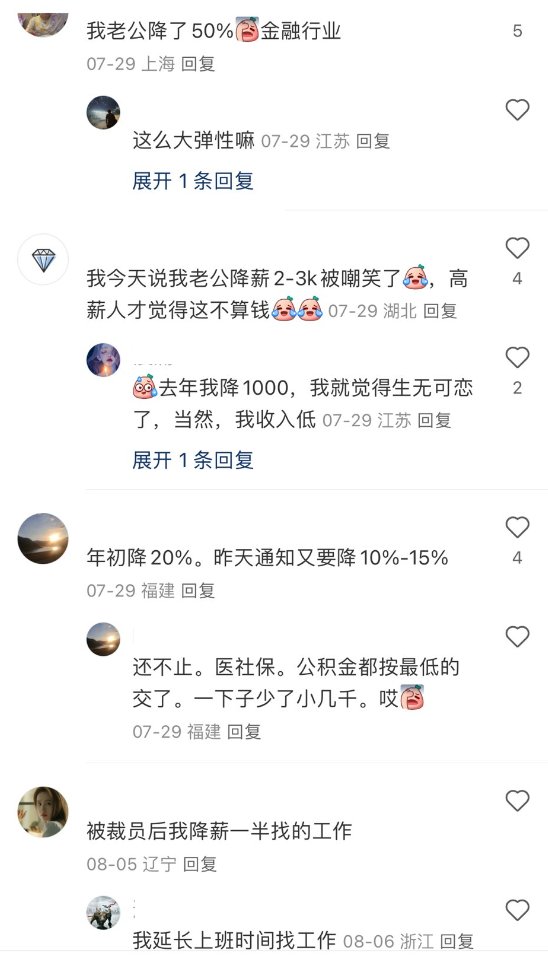 我老公降了50%金融行业
5
07-29 上海 回复
这么大弹性嘛 07-29 江苏 回复
展开 1 条回复
我今天说我老公降薪2-3k被嘲笑了，高
4
薪人才觉得这不算钱 07-29 湖北 回复
去年我降1000，我就觉得生无可恋
2
了，当然，我收入低 07-29 江苏 回复
展开 1 条回复
年初降20%。昨天通知又要降10%-15%
4
07-29 福建 回复
还不止。医社保。公积金都按最低的
交了。一下子少了小几千。哎
07-29 福建 回复
被裁员后我降薪一半找的工作
08-05 辽宁 回复
我延长上班时间找工作 08-06 浙江 回复